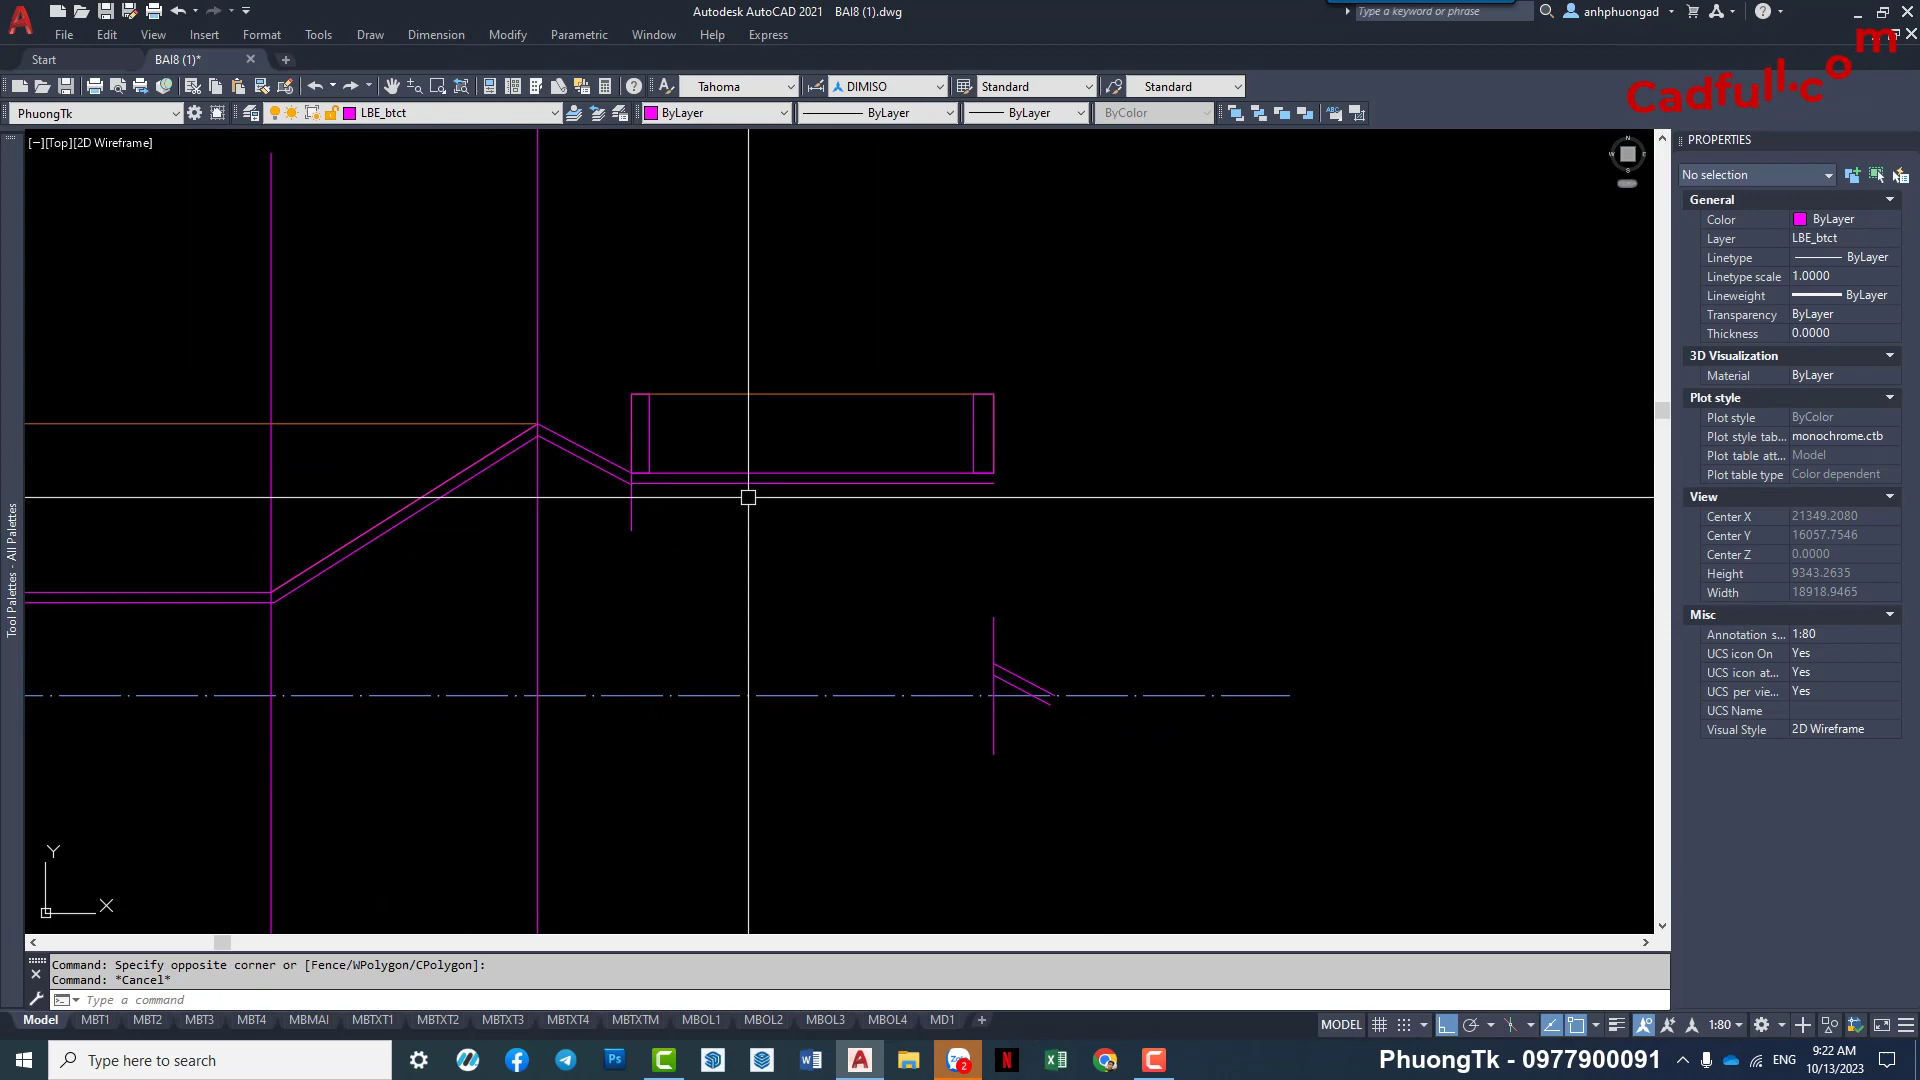 Autodesk AutoCAD 2021 BAI8 (1).dwg
Type a keyword or phrase
anhphuongad
File Edit View Insert Format Tools Draw Dimension Modify Parametric Window Help Express
Cadfull.com
Start
BAI8 (1)*
Tahoma
DIMISO
Standard
Standard
PhuongTk
LBE_btct
ByLayer
ByLayer
ByLayer
ByColor
[−][Top][2D Wireframe]
N
W
E
S
Tool Palettes - All Palettes
Y
X
PROPERTIES
No selection
General
Color ByLayer
Layer LBE_btct
Linetype ByLayer
Linetype scale 1.0000
Lineweight ByLayer
Transparency ByLayer
Thickness 0.0000
3D Visualization
Material ByLayer
Plot style
Plot style ByColor
Plot style tab... monochrome.ctb
Plot table att... Model
Plot table type Color dependent
View
Center X 21349.2080
Center Y 16057.7546
Center Z 0.0000
Height 9343.2635
Width 18918.9465
Misc
Annotation s... 1:80
UCS icon On Yes
UCS icon at... Yes
UCS per vie... Yes
UCS Name
Visual Style 2D Wireframe
Command: Specify opposite corner or [Fence/WPolygon/CPolygon]:
Command: *Cancel*
Type a command
Model MBT1 MBT2 MBT3 MBT4 MBMAI MBTXT1 MBTXT2 MBTXT3 MBTXT4 MBTXTM MBOL1 MBOL2 MBOL3 MBOL4 MD1
MODEL
1:80
Type here to search
Ps
Zalo
2
N
PhuongTk - 0977900091
ENG
9:22 AM
10/13/2023